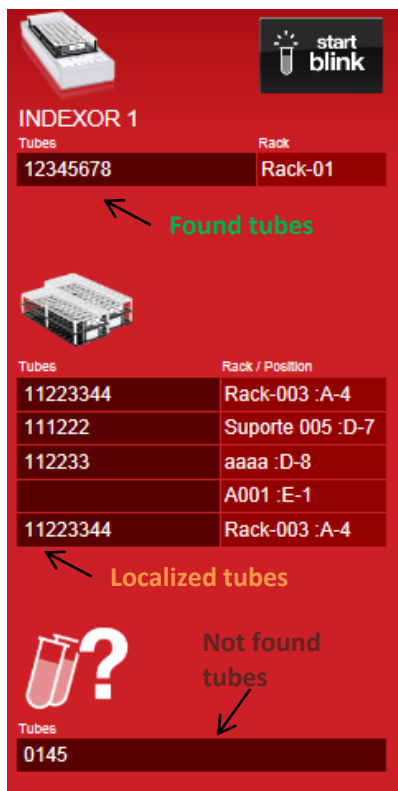 start
blink
INDEXOR 1
Tubes Rack
12345678 Rack-01
Found tubes
Tubes Rack / Position
11223344 Rack-003 :A-4
111222 Suporte 005 :D-7
112233 aaaa :D-8
A001 :E-1
11223344 Rack-003 :A-4
Localized tubes
?
Not found
tubes
Tubes
0145